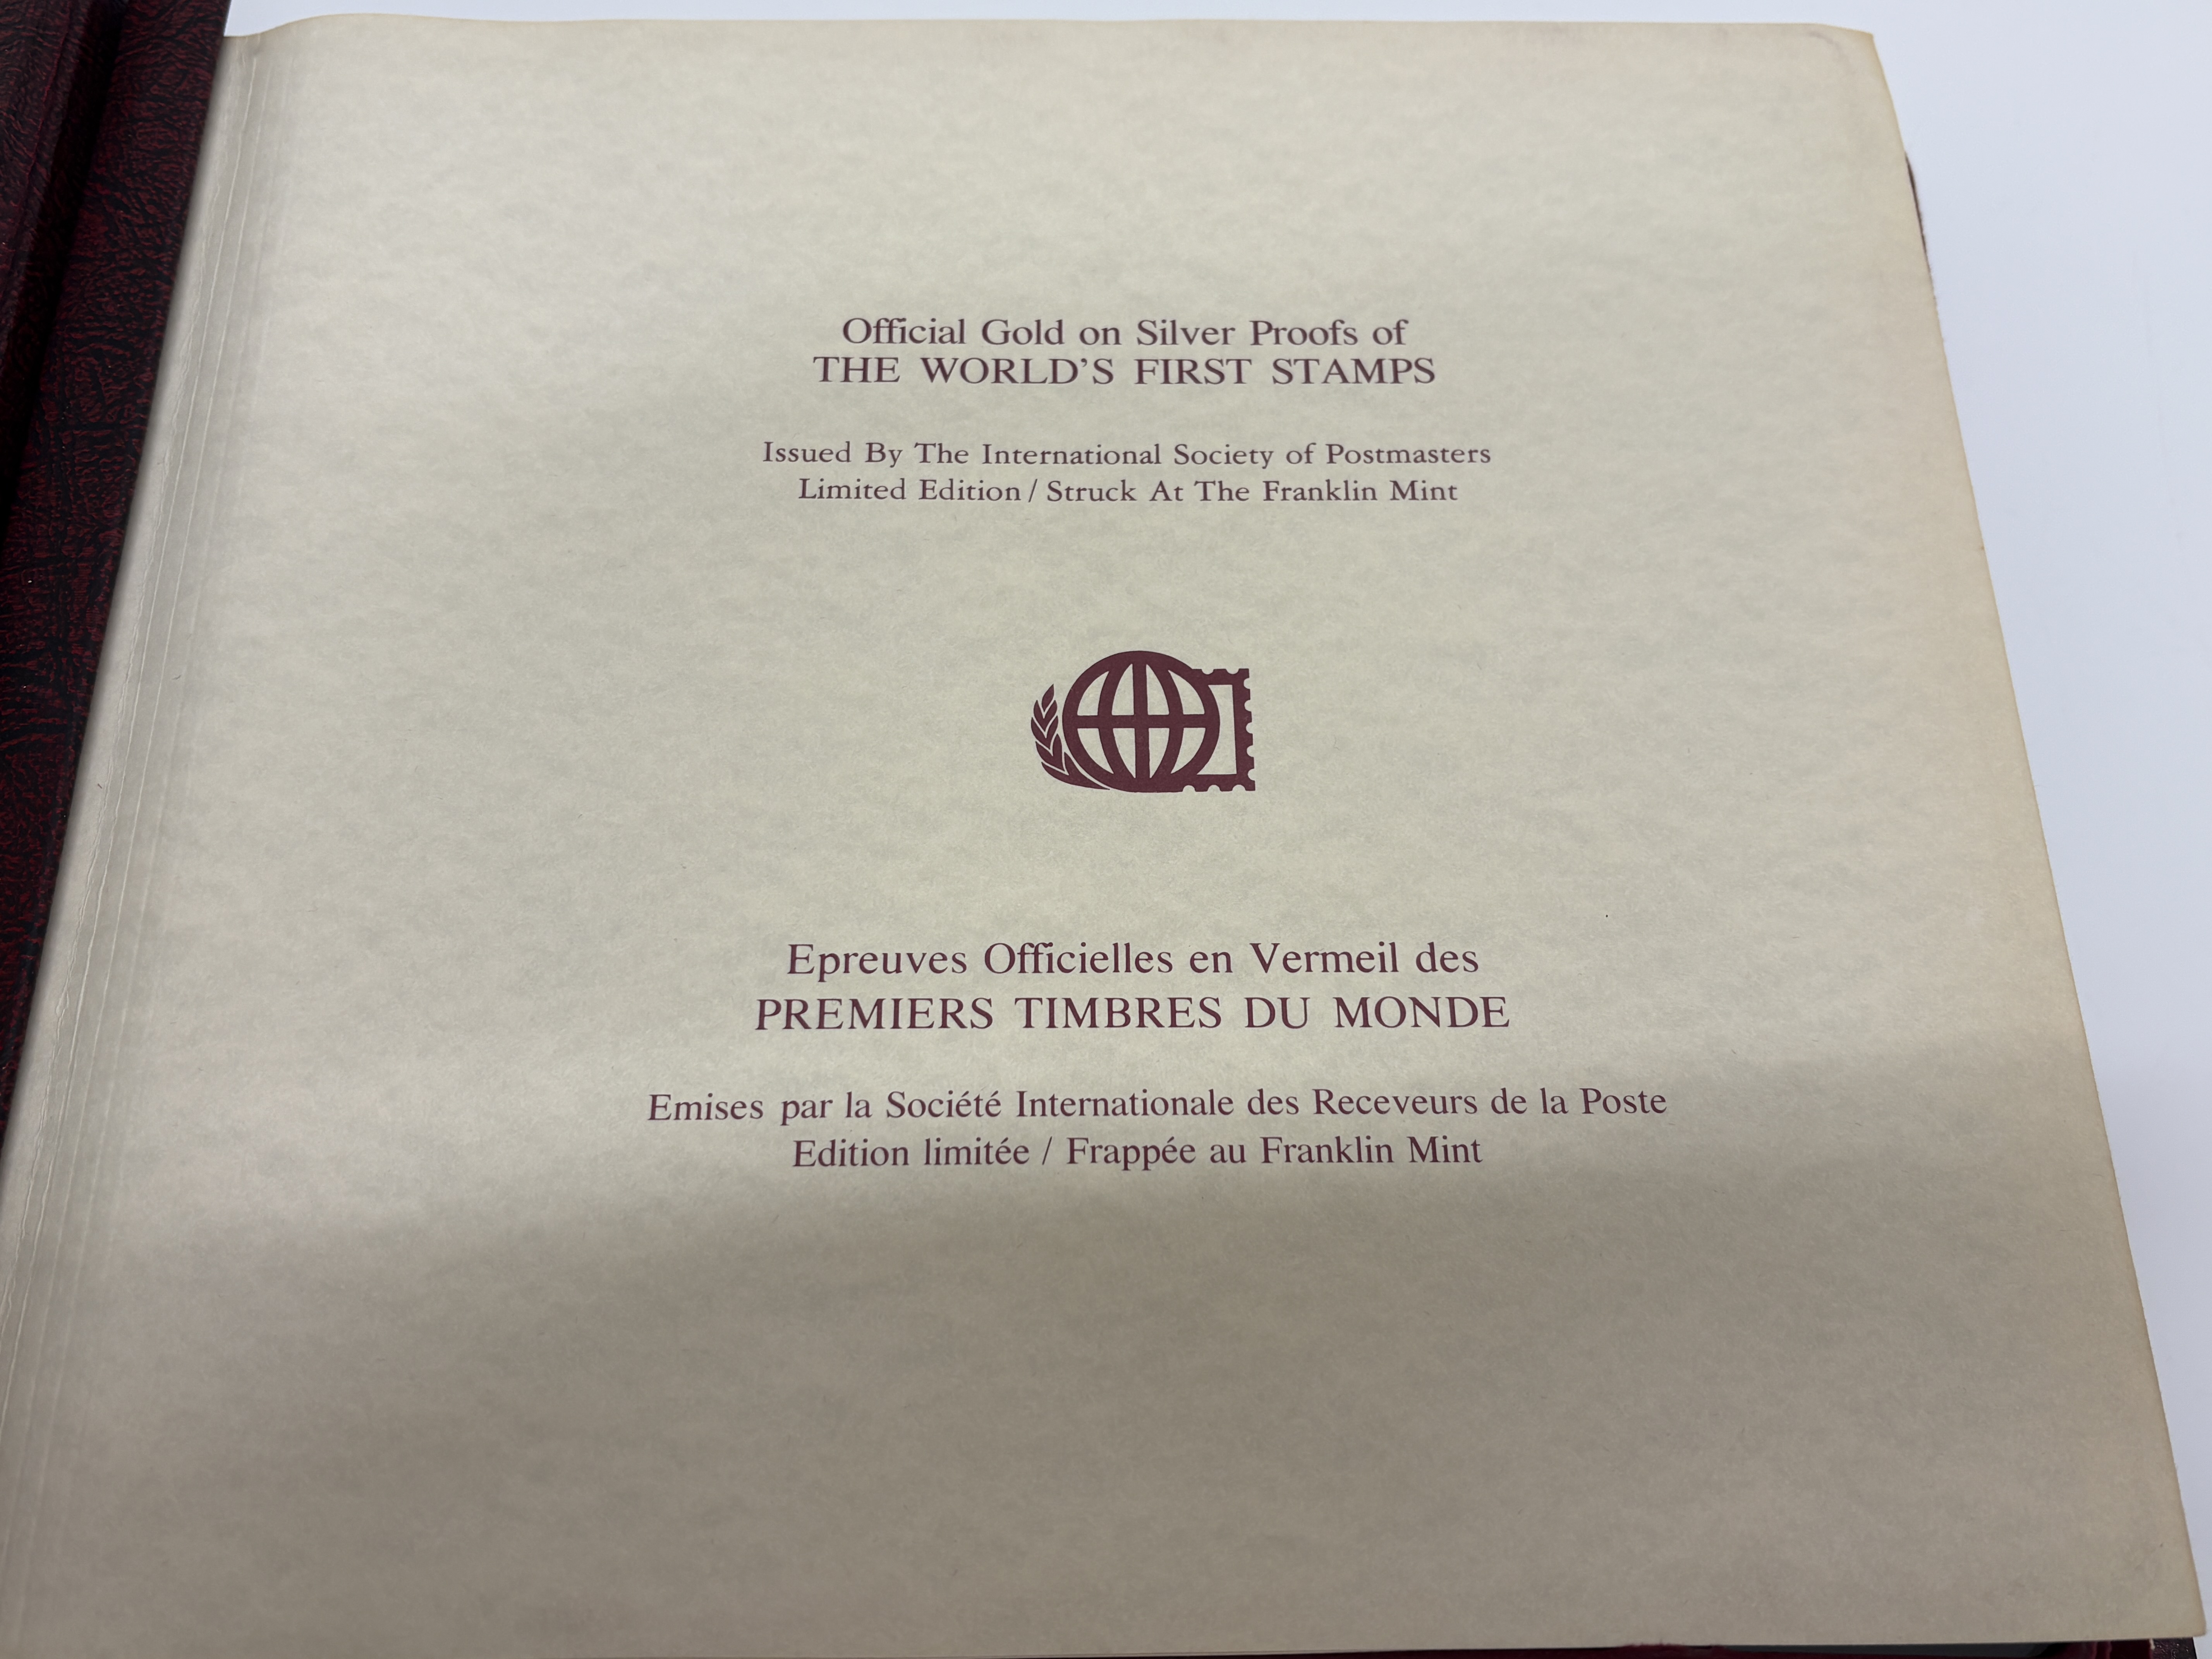 Official Gold on Silver Proofs of
THE WORLD'S FIRST STAMPS
Issued By The International Society of Postmasters
Limited Edition / Struck At The Franklin Mint
Epreuves Officielles en Vermeil des
PREMIERS TIMBRES DU MONDE
Emises par la Société Internationale des Receveurs de la Poste
Edition limitée / Frappée au Franklin Mint